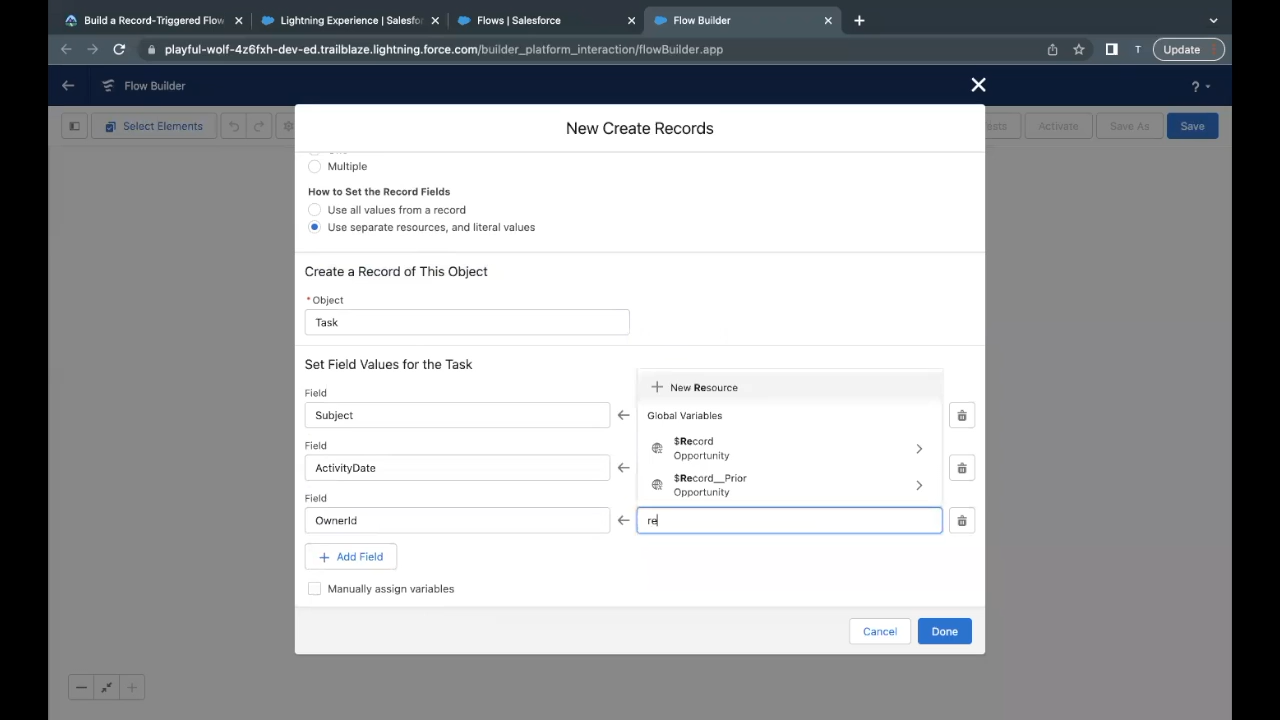 Build a Record-Triggered Flow
Lightning Experience | Salesfor
Flows | Salesforce
Flow Builder
playful-wolf-4z6fxh-dev-ed.trailblaze.lightning.force.com/builder_platform_interaction/flowBuilder.app
T
Update
Flow Builder
?
Select Elements
Activate
Save As
Save
New Create Records
Multiple
How to Set the Record Fields
Use all values from a record
Use separate resources, and literal values
Create a Record of This Object
* Object
Task
Set Field Values for the Task
Field
Subject
Field
ActivityDate
Field
OwnerId
New Resource
Global Variables
$Record
Opportunity
$Record__Prior
Opportunity
re
Add Field
Manually assign variables
Cancel
Done